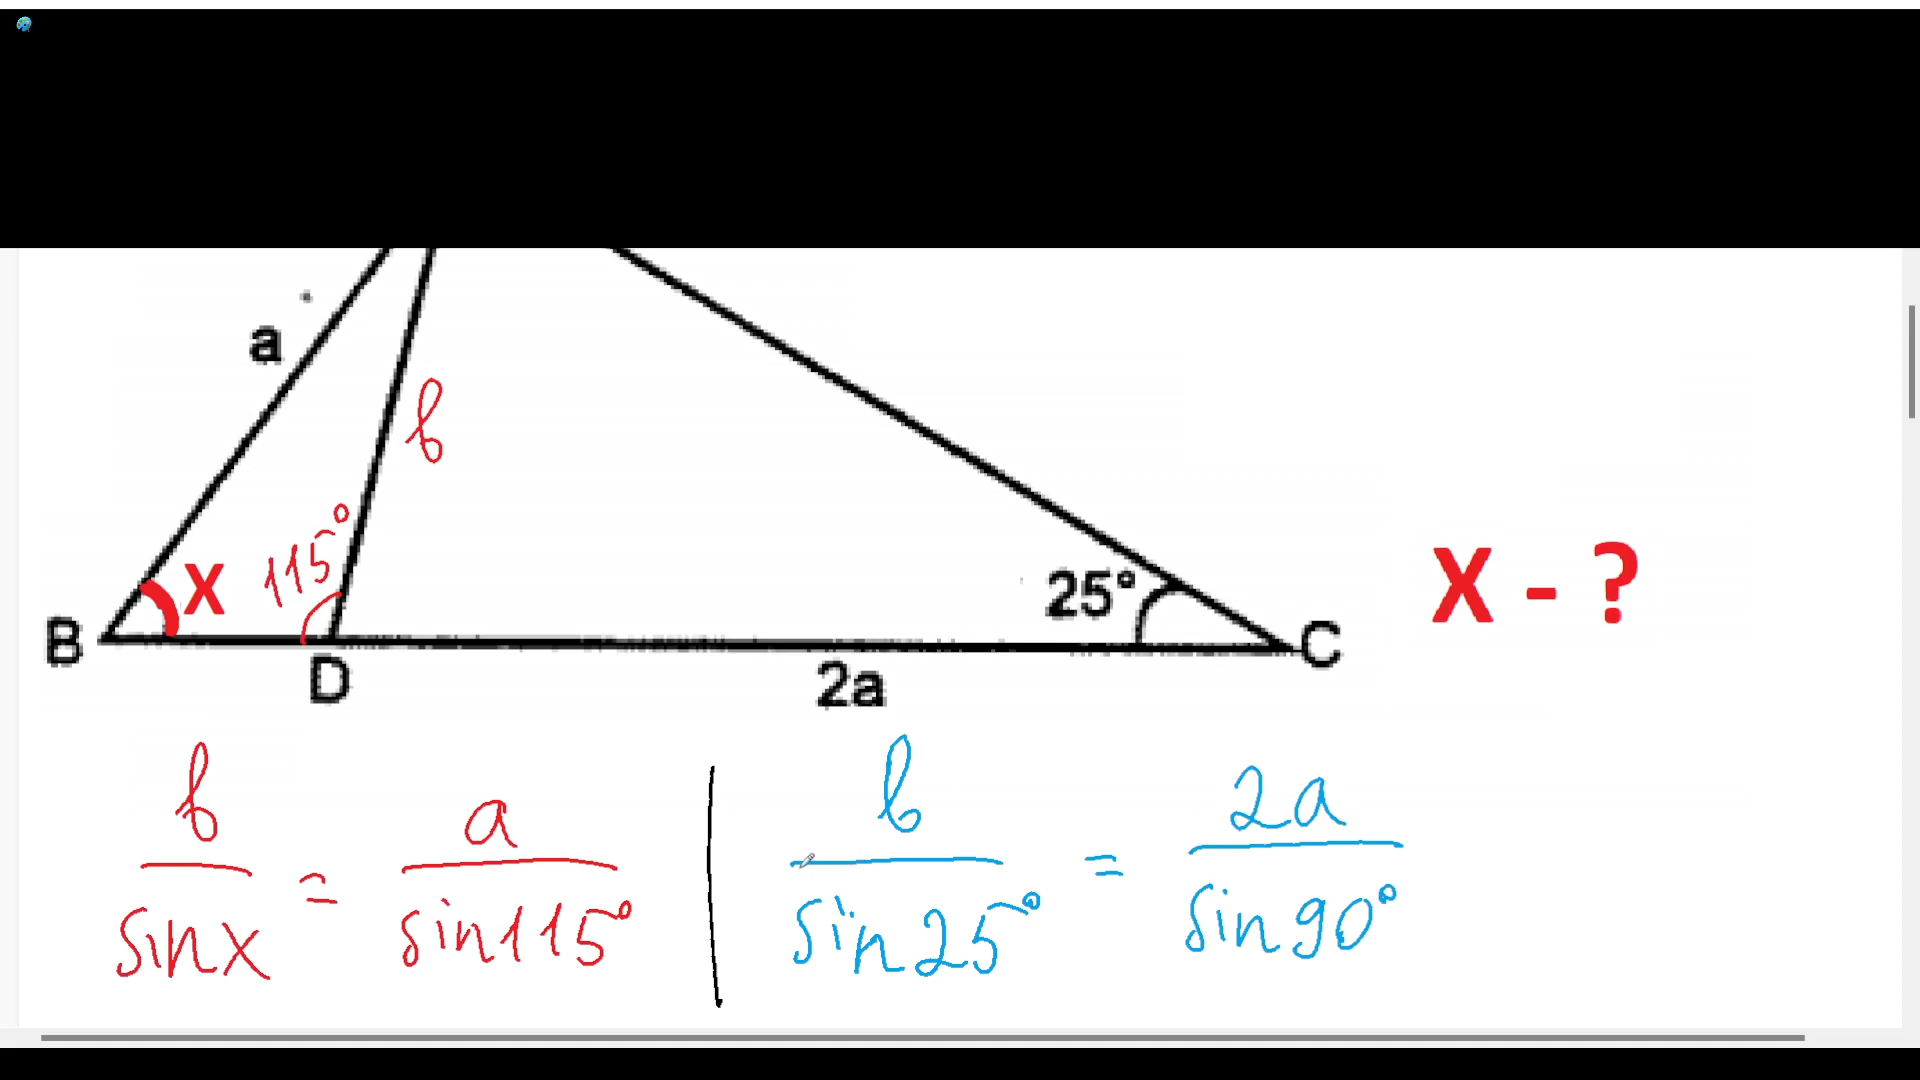 a
b
115°
X
25°
X - ?
B
D
2a
C
b/sinx = a/sin115° | b/sin25° = 2a/sin90°